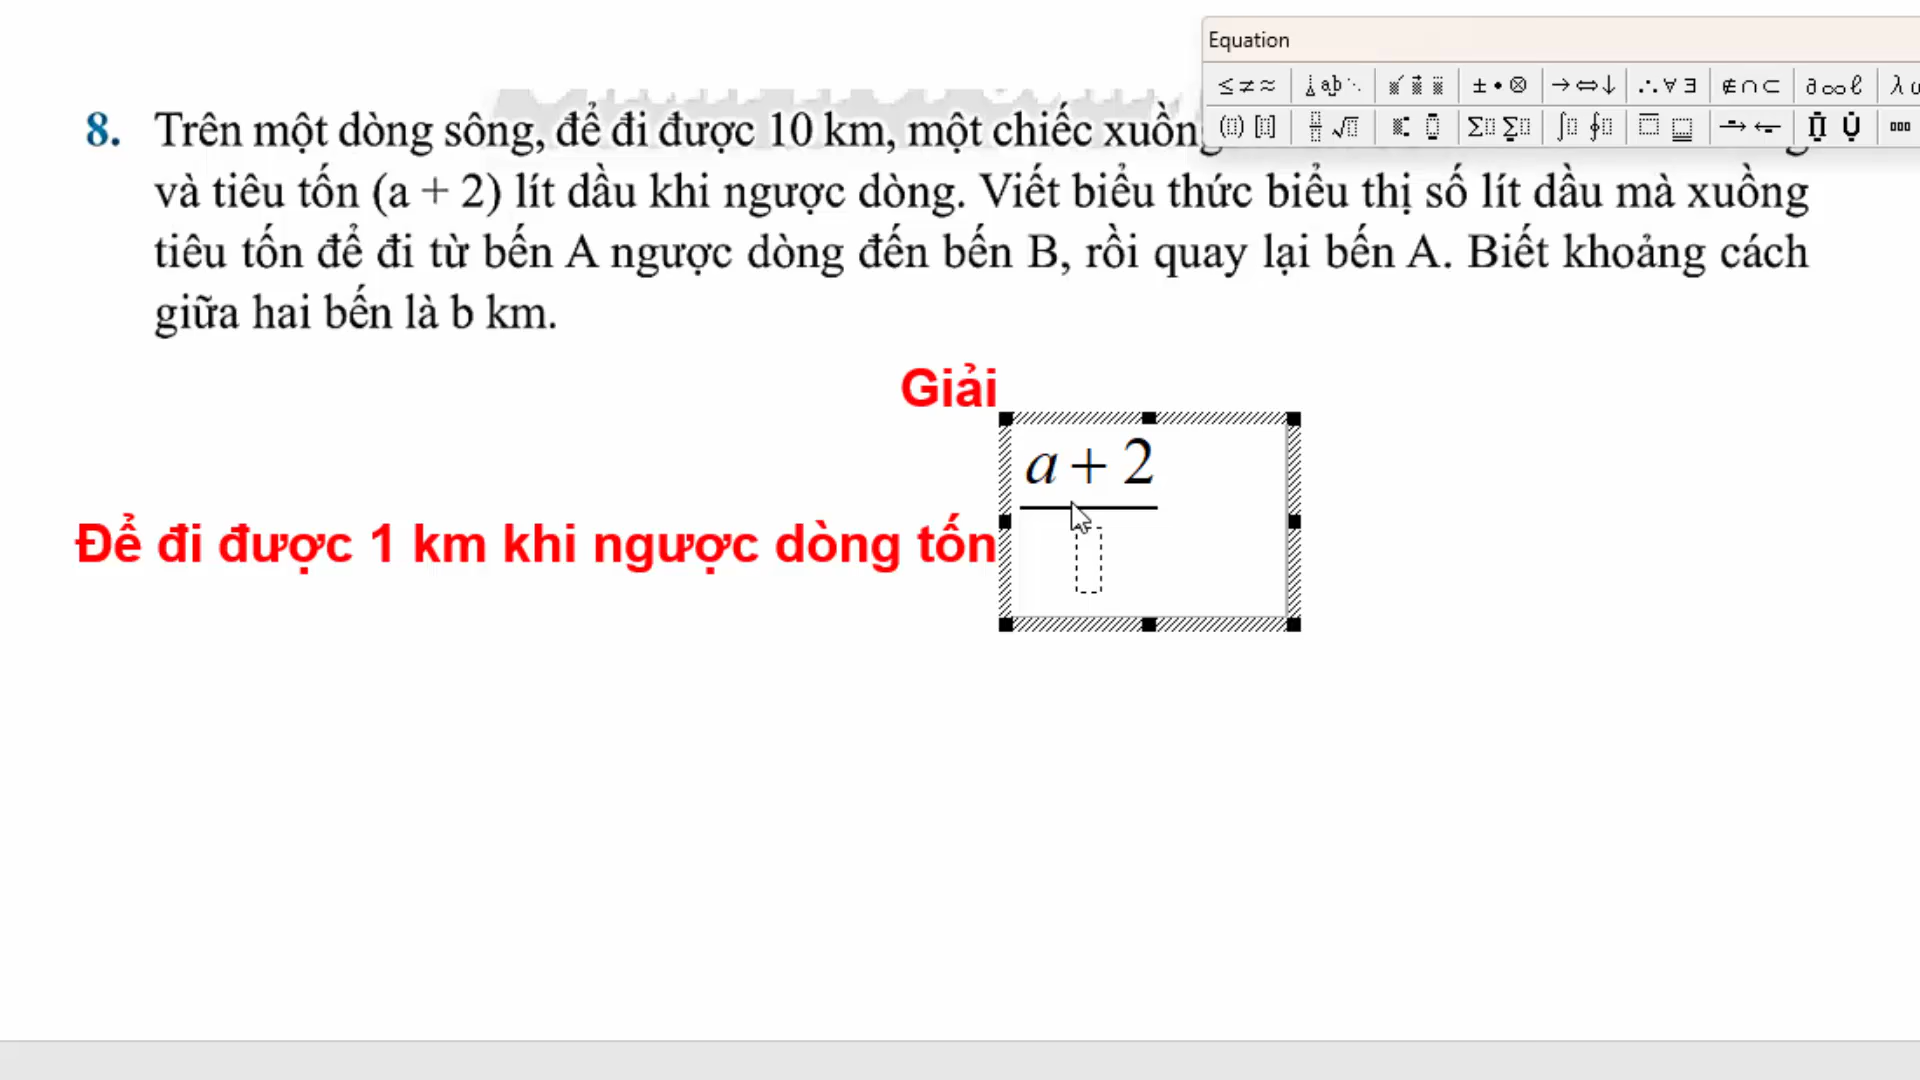 Equation
8. Trên một dòng sông, để đi được 10 km, một chiếc xuồng
và tiêu tốn (a + 2) lít dầu khi ngược dòng. Viết biểu thức biểu thị số lít dầu mà xuồng
tiêu tốn để đi từ bến A ngược dòng đến bến B, rồi quay lại bến A. Biết khoảng cách
giữa hai bến là b km.
Giải
a + 2
Để đi được 1 km khi ngược dòng tốn